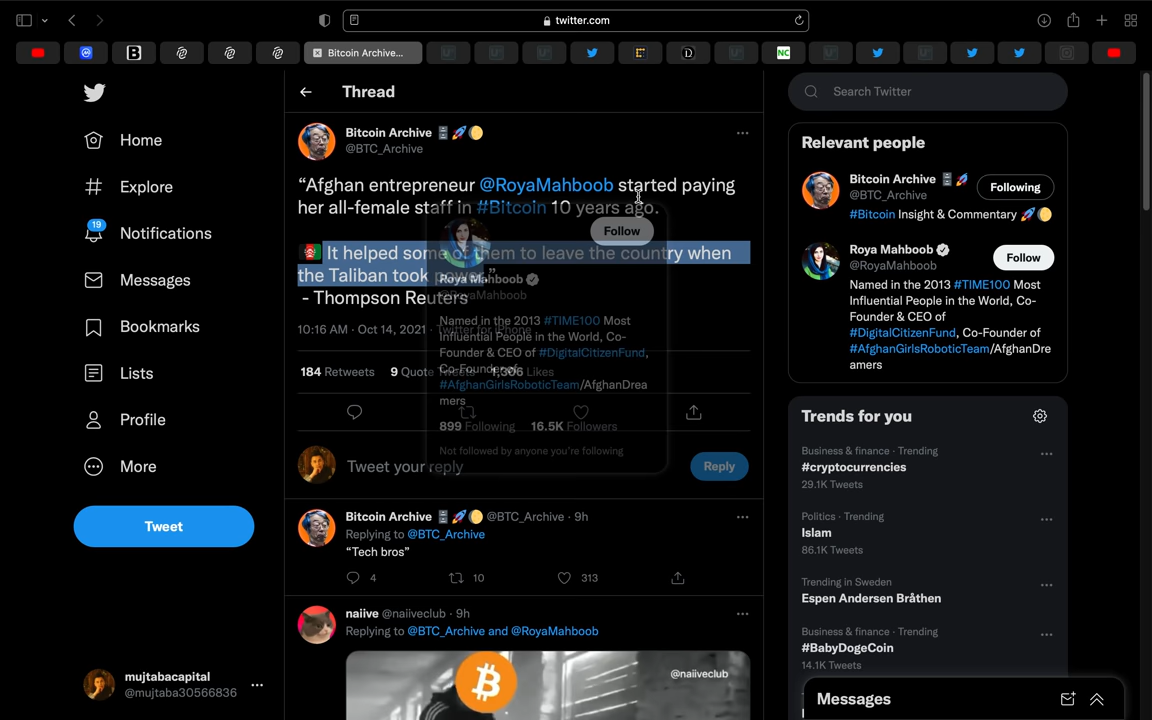 twitter.com
Bitcoin Archive...
NC
Home
Explore
19
Notifications
Messages
Bookmarks
Lists
Profile
More
Tweet
mujtabacapital
@mujtaba30566836
Thread
Bitcoin Archive 🗄🚀🌔
@BTC_Archive
“Afghan entrepreneur @RoyaMahboob started paying
her all-female staff in #Bitcoin 10 years ago.
🇦🇫 It helped some of them to leave the country when
the Taliban took power.”
- Thompson Reuters
10:16 AM · Oct 14, 2021 · Twitter for iPhone
184 Retweets 9 Quote Tweets 1,306 Likes
Follow
Roya Mahboob
@RoyaMahboob
Named in the 2013 #TIME100 Most
Influential People in the World, Co-
Founder & CEO of #DigitalCitizenFund,
Co-Founder of
#AfghanGirlsRoboticTeam/AfghanDrea
mers
899 Following 16.5K Followers
Not followed by anyone you're following
Tweet your reply
Reply
Bitcoin Archive 🗄🚀🌔 @BTC_Archive · 9h
Replying to @BTC_Archive
“Tech bros”
4 10 313
naiive @naiiveclub · 9h
Replying to @BTC_Archive and @RoyaMahboob
@naiiveclub
Search Twitter
Relevant people
Bitcoin Archive 🗄🚀
@BTC_Archive
Following
#Bitcoin Insight & Commentary 🚀🌔
Roya Mahboob
@RoyaMahboob
Follow
Named in the 2013 #TIME100 Most
Influential People in the World, Co-
Founder & CEO of
#DigitalCitizenFund, Co-Founder of
#AfghanGirlsRoboticTeam/AfghanDre
amers
Trends for you
Business & finance · Trending
#cryptocurrencies
29.1K Tweets
Politics · Trending
Islam
86.1K Tweets
Trending in Sweden
Espen Andersen Bråthen
Business & finance · Trending
#BabyDogeCoin
14.1K Tweets
Messages